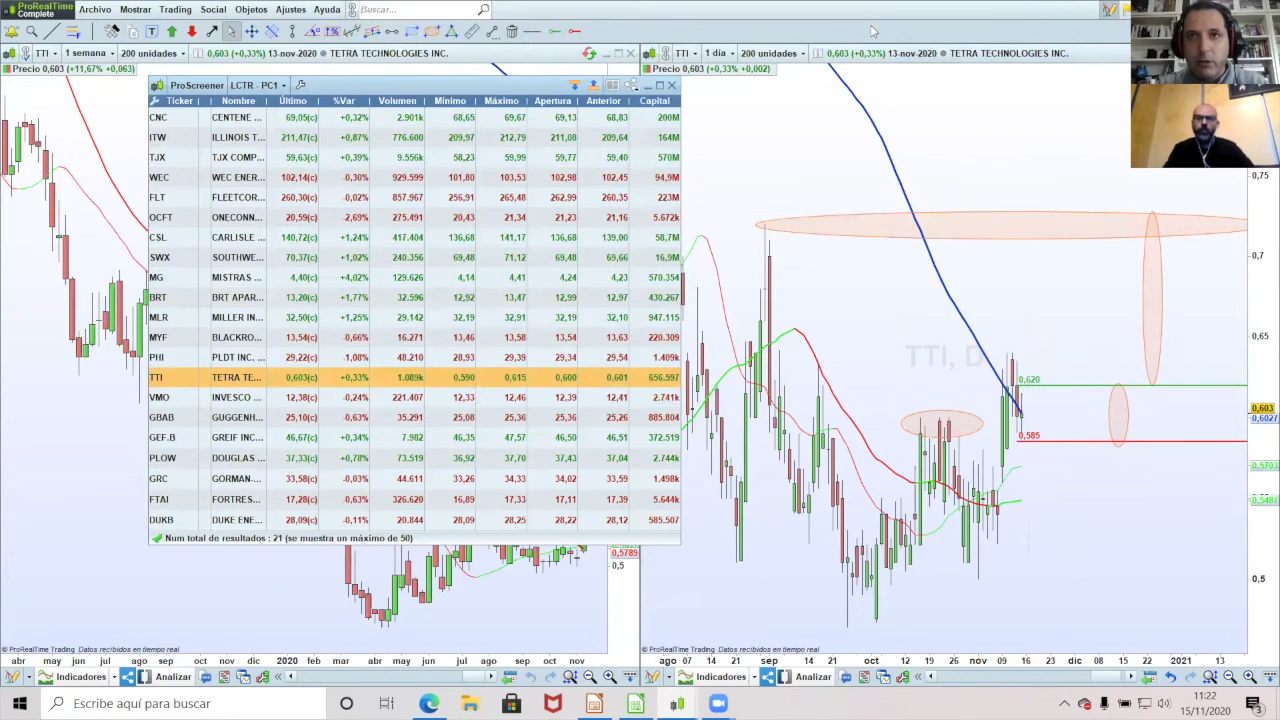 ProRealTime Complete Archivo Mostrar Trading Social Objetos Ajustes Ayuda Buscar...
TTI 1 semana 200 unidades 0,603 (+0,33%) 13-nov-2020 TETRA TECHNOLOGIES INC.
Precio 0,603 (+11,67% +0,063)
TTI 1 día 200 unidades 0,603 (+0,33%) 13-nov-2020 TETRA TECHNOLOGIES INC.
Precio 0,603 (+0,33% +0,002)
ProScreener LCTR - PC1
Ticker Nombre Último %Var Volumen Mínimo Máximo Apertura Anterior Capital
CNC CENTENE ... 69,05(c) +0,32% 2.901k 68,65 69,67 69,13 68,83 200M
ITW ILLINOIS T... 211,47(c) +0,87% 776.600 209,97 212,79 211,08 209,64 164M
TJX TJX COMP... 59,63(c) +0,39% 9.556k 58,23 59,99 59,77 59,40 570M
WEC WEC ENER... 102,14(c) -0,30% 929.599 101,80 103,53 102,98 102,45 94,9M
FLT FLEETCOR... 260,30(c) -0,02% 857.967 256,91 265,48 262,99 260,35 223M
OCFT ONECONN... 20,59(c) -2,69% 275.491 20,43 21,34 21,23 21,16 5.672k
CSL CARLISLE ... 140,72(c) +1,24% 417.404 136,68 141,17 136,68 139,00 58,7M
SWX SOUTHWE... 70,37(c) +1,02% 240.356 69,48 71,12 69,48 69,66 16,9M
MG MISTRAS ... 4,40(c) +4,02% 129.626 4,14 4,41 4,24 4,23 570.354
BRT BRT APAR... 13,20(c) +1,77% 32.596 12,92 13,47 12,99 12,97 430.267
MLR MILLER IN... 32,50(c) +1,25% 29.142 32,19 32,91 32,19 32,10 947.115
MYF BLACKRO... 13,54(c) -0,66% 16.271 13,46 13,58 13,54 13,63 220.309
PHI PLDT INC. ... 29,22(c) -1,08% 48.210 28,93 29,39 29,34 29,54 1.409k
TTI TETRA TE... 0,603(c) +0,33% 1.089k 0,590 0,615 0,600 0,601 656.597
VMO INVESCO ... 12,38(c) -0,24% 221.407 12,33 12,46 12,39 12,41 2.741k
GBAB GUGGENH... 25,10(c) -0,63% 35.291 25,08 25,36 25,36 25,26 885.804
GEF.B GREIF INC... 46,67(c) +0,34% 7.982 46,35 47,57 46,50 46,51 372.519
PLOW DOUGLAS ... 37,33(c) +0,78% 73.519 36,92 37,70 37,43 37,04 2.744k
GRC GORMAN-... 33,58(c) -0,03% 44.611 33,26 34,34 34,02 33,59 1.498k
FTAI FORTRES... 17,28(c) -0,63% 326.620 16,89 17,33 17,11 17,39 5.644k
DUKB DUKE ENE... 28,09(c) -0,11% 20.844 28,09 28,25 28,22 28,12 585.507
Num total de resultados : 21 (se muestra un máximo de 50)
0,5789
0,5
TTI, D
0,75
0,7
0,65
0,620
0,603
0,6027
0,585
0,5703
0,5487
0,5
© ProRealTime Trading Datos recibidos en tiempo real
© ProRealTime Trading Datos recibidos en tiempo real
abr may jun jul ago sep oct nov dic 2020 feb mar abr may jun jul ago sep oct nov
ago 07 14 21 sep 14 22 oct 12 19 26 nov 09 16 23 dic 08 15 22 2021 13
Indicadores Analizar
Indicadores Analizar
Escribe aquí para buscar
11:22
15/11/2020
3